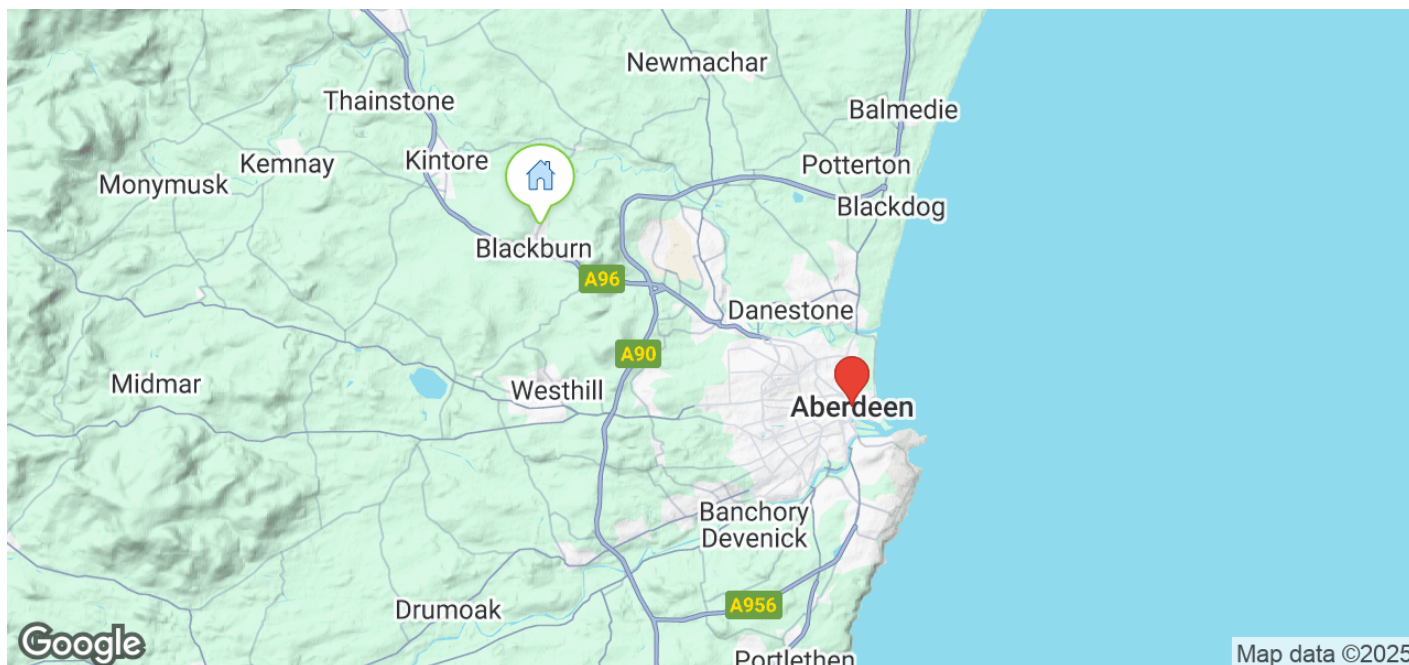 Newmachar
Thainstone
Balmedie
Kemnay
Kintore
Potterton
Monymusk
Blackdog
Blackburn
A96
Danestone
A90
Midmar
Westhill
Aberdeen
Banchory
Devenick
Drumoak
A956
Google
Portlethen
Map data ©2025